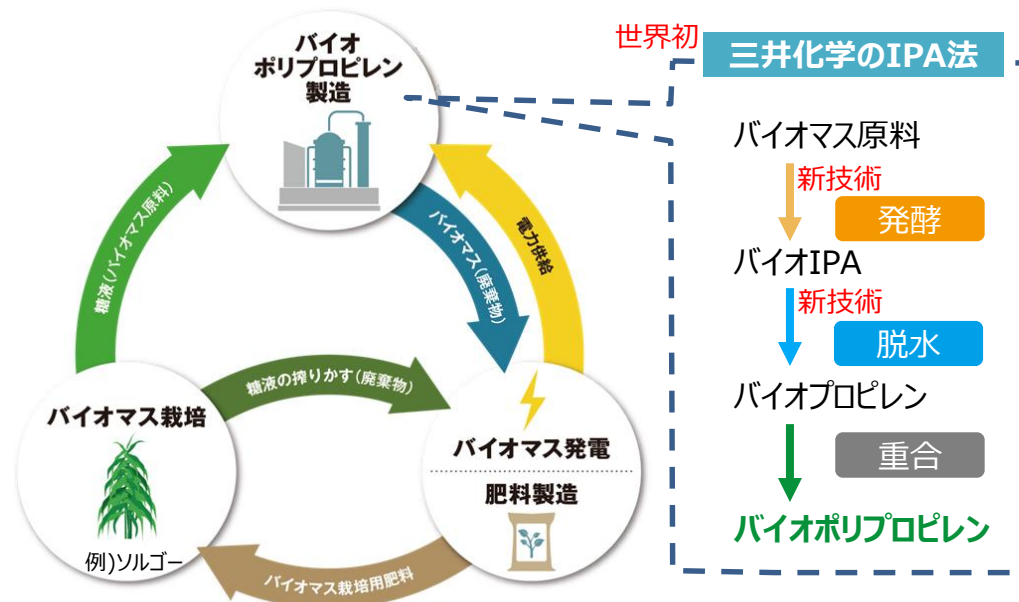 バイオ
ポリプロピレン
製造
糖液(バイオマス原料)
バイオマス(廃棄物)
電力供給
糖液の搾りかす(廃棄物)
バイオマス栽培
例)ソルゴー
バイオマス発電
肥料製造
バイオマス栽培用肥料
世界初
三井化学のIPA法
バイオマス原料
新技術
発酵
バイオIPA
新技術
脱水
バイオプロピレン
重合
バイオポリプロピレン